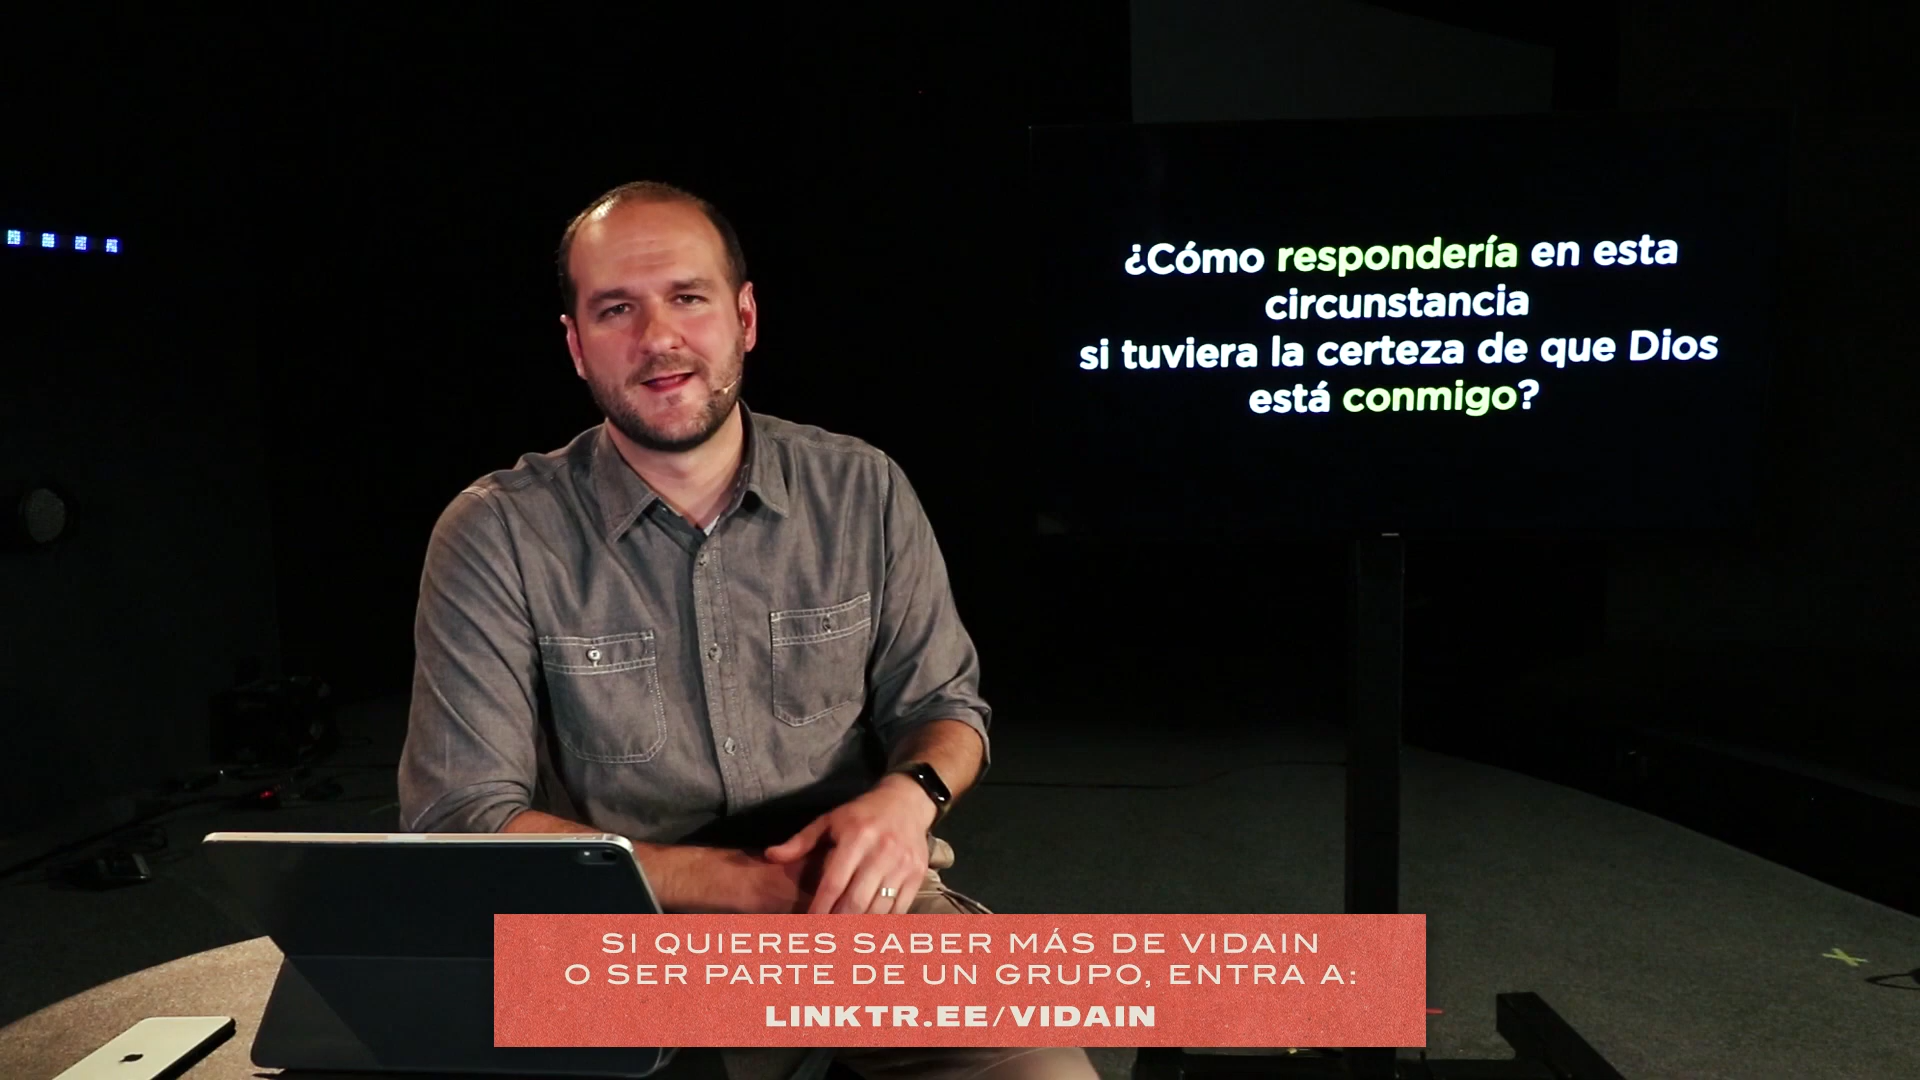 ¿Cómo respondería en esta
circunstancia
si tuviera la certeza de que Dios
está conmigo?
SI QUIERES SABER MÁS DE VIDAIN
O SER PARTE DE UN GRUPO, ENTRA A:
LINKTR.EE/VIDAIN